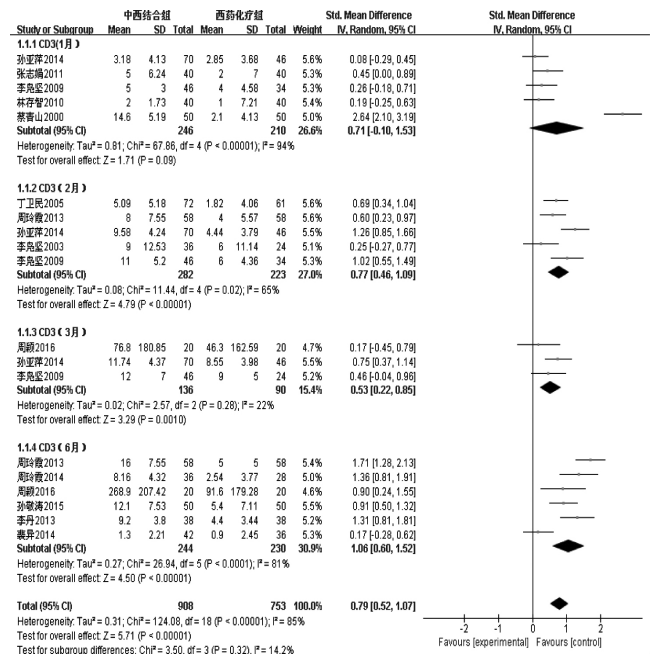 中西结合组 西药化疗组 Std. Mean Difference Std. Mean Difference
Study or Subgroup Mean SD Total Mean SD Total Weight IV, Random, 95% CI IV, Random, 95% CI
1.1.1 CD3(1月)
孙亚萍2014 3.18 4.13 70 2.85 3.68 46 5.6% 0.08 [-0.29, 0.45]
张志娟2011 5 6.24 40 2 7 40 5.4% 0.45 [0.00, 0.89]
李凫坚2009 5 3 46 4 4.58 34 5.4% 0.26 [-0.18, 0.71]
林存智2010 2 1.73 40 1 7.21 40 5.4% 0.19 [-0.25, 0.63]
蔡青山2000 14.6 5.19 50 2.1 4.13 50 4.9% 2.64 [2.10, 3.19]
Subtotal (95% CI) 246 210 26.6% 0.71 [-0.10, 1.53]
Heterogeneity: Tau² = 0.81; Chi² = 67.86, df = 4 (P < 0.00001); I² = 94%
Test for overall effect: Z = 1.71 (P = 0.09)
1.1.2 CD3（2月）
丁卫民2005 5.09 5.18 72 1.82 4.06 61 5.7% 0.69 [0.34, 1.04]
周玲霞2013 8 7.55 58 4 5.57 58 5.6% 0.60 [0.23, 0.97]
孙亚萍2014 9.58 4.24 70 4.44 3.79 46 5.5% 1.26 [0.85, 1.66]
李凫坚2003 9 12.53 36 6 11.14 24 5.0% 0.25 [-0.27, 0.77]
李凫坚2009 11 5.2 46 6 4.36 34 5.2% 1.02 [0.55, 1.49]
Subtotal (95% CI) 282 223 27.0% 0.77 [0.46, 1.09]
Heterogeneity: Tau² = 0.08; Chi² = 11.44, df = 4 (P = 0.02); I² = 65%
Test for overall effect: Z = 4.79 (P < 0.00001)
1.1.3 CD3（3月）
周颖2016 76.8 180.85 20 46.3 162.59 20 4.7% 0.17 [-0.45, 0.79]
孙亚萍2014 11.74 4.37 70 8.55 3.98 46 5.6% 0.75 [0.37, 1.14]
李凫坚2009 12 7 46 9 5 24 5.1% 0.46 [-0.04, 0.96]
Subtotal (95% CI) 136 90 15.4% 0.53 [0.22, 0.85]
Heterogeneity: Tau² = 0.02; Chi² = 2.57, df = 2 (P = 0.28); I² = 22%
Test for overall effect: Z = 3.29 (P = 0.0010)
1.1.4 CD3（6月）
周玲霞2013 16 7.55 58 5 5 58 5.4% 1.71 [1.28, 2.13]
周玲霞2014 8.16 4.32 36 2.54 3.77 28 4.9% 1.36 [0.81, 1.91]
周颖2016 268.9 207.42 20 91.6 179.28 20 4.5% 0.90 [0.24, 1.55]
孙敬涛2015 12.1 7.53 50 5.4 7.11 50 5.5% 0.91 [0.50, 1.32]
李丹2013 9.2 3.8 38 4.4 3.44 38 5.2% 1.31 [0.81, 1.81]
裴异2014 1.3 2.21 42 0.9 2.45 36 5.4% 0.17 [-0.28, 0.62]
Subtotal (95% CI) 244 230 30.9% 1.06 [0.60, 1.52]
Heterogeneity: Tau² = 0.27; Chi² = 26.94, df = 5 (P < 0.0001); I² = 81%
Test for overall effect: Z = 4.50 (P < 0.00001)
Total (95% CI) 908 753 100.0% 0.79 [0.52, 1.07]
Heterogeneity: Tau² = 0.31; Chi² = 124.08, df = 18 (P < 0.00001); I² = 85%
Test for overall effect: Z = 5.71 (P < 0.00001)
Test for subgroup differences: Chi² = 3.50, df = 3 (P = 0.32), I² = 14.2%
-2 -1 0 1 2
Favours [experimental] Favours [control]